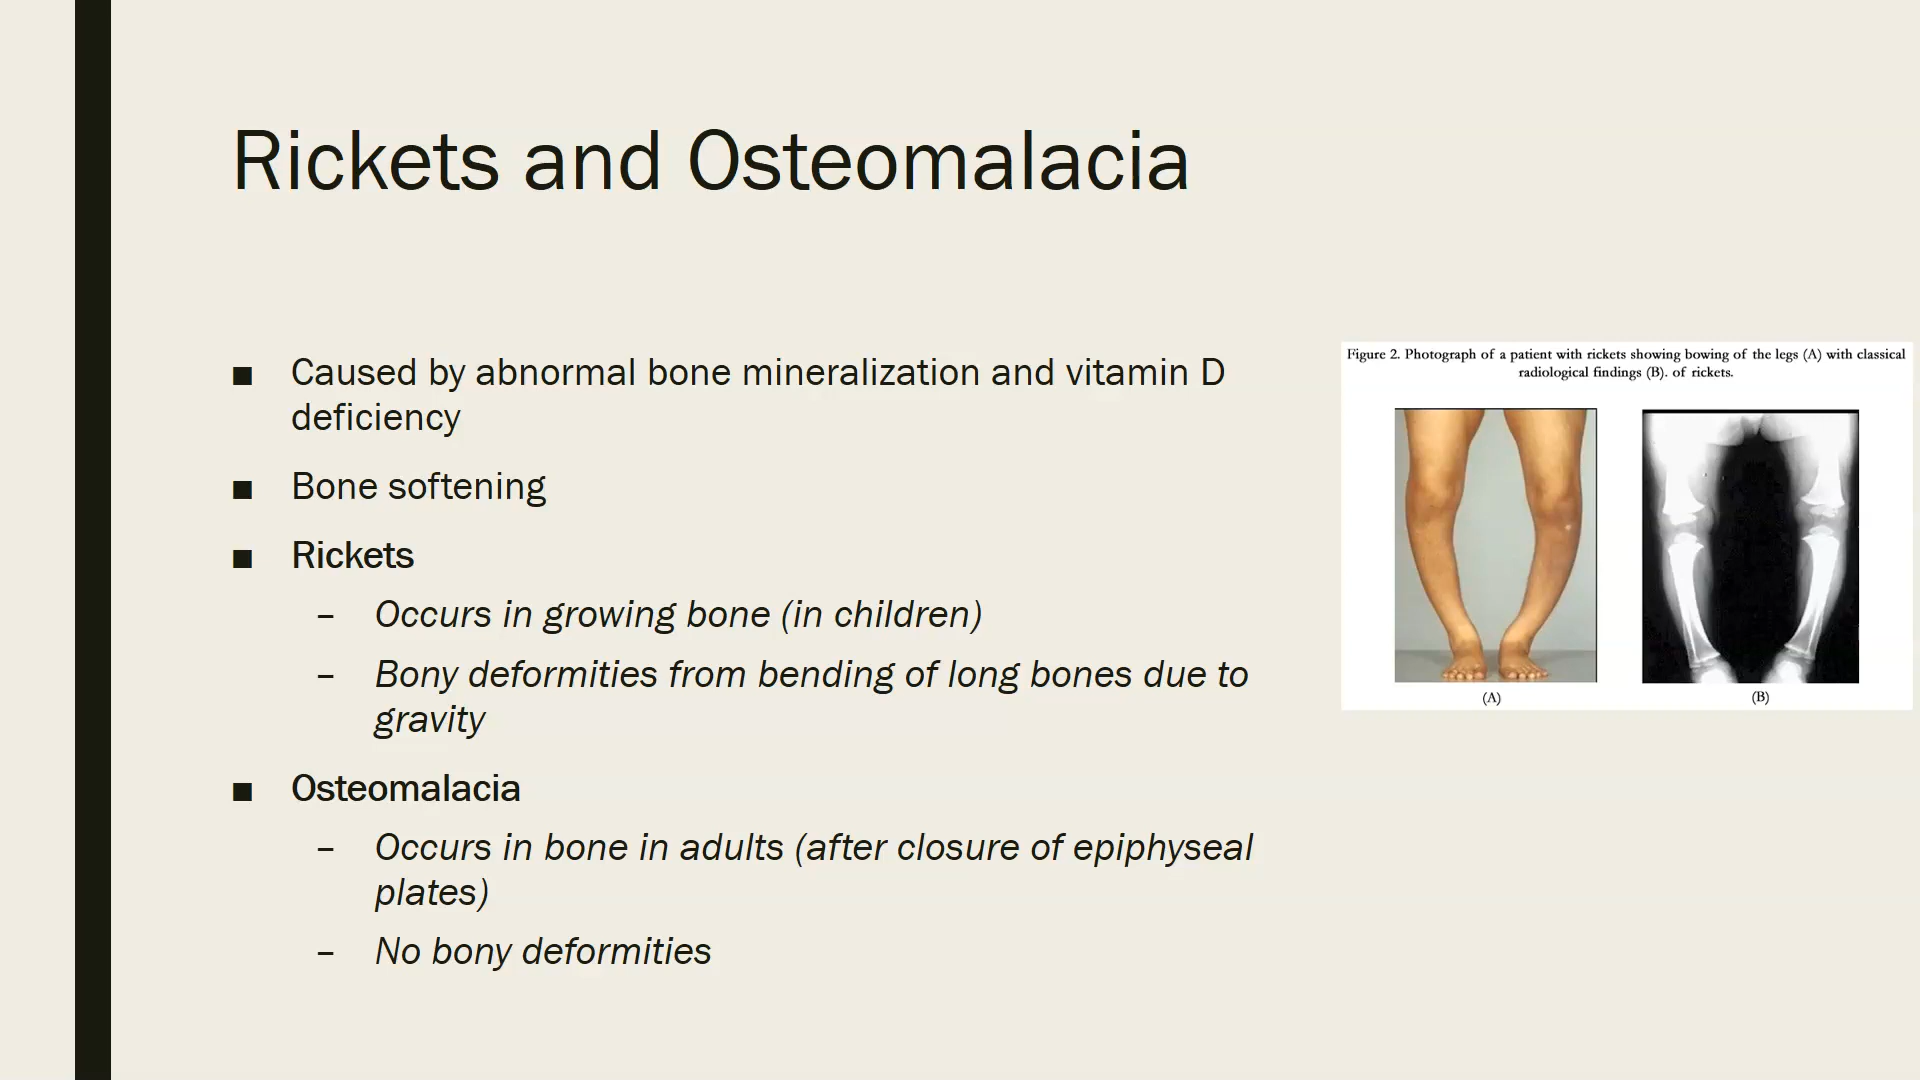 Rickets and Osteomalacia
■ Caused by abnormal bone mineralization and vitamin D
deficiency
■ Bone softening
■ Rickets
– Occurs in growing bone (in children)
– Bony deformities from bending of long bones due to
gravity
■ Osteomalacia
– Occurs in bone in adults (after closure of epiphyseal
plates)
– No bony deformities
Figure 2. Photograph of a patient with rickets showing bowing of the legs (A) with classical
radiological findings (B). of rickets.
(A)
(B)